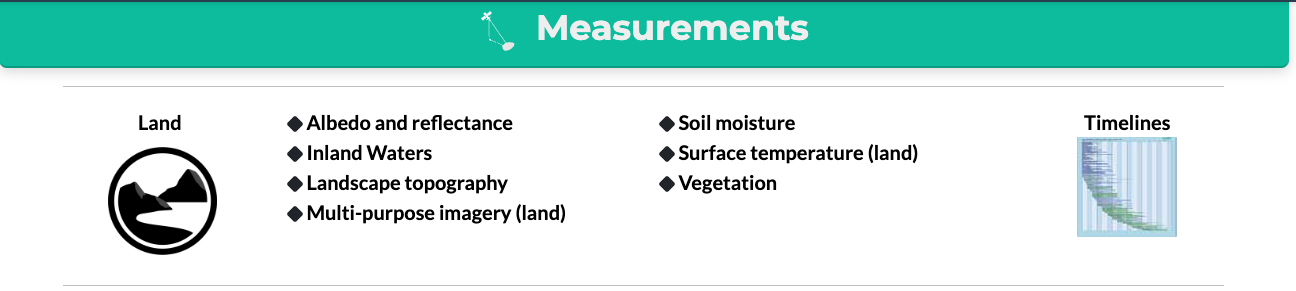 Measurements
Land
Albedo and reflectance
Inland Waters
Landscape topography
Multi-purpose imagery (land)
Soil moisture
Surface temperature (land)
Vegetation
Timelines